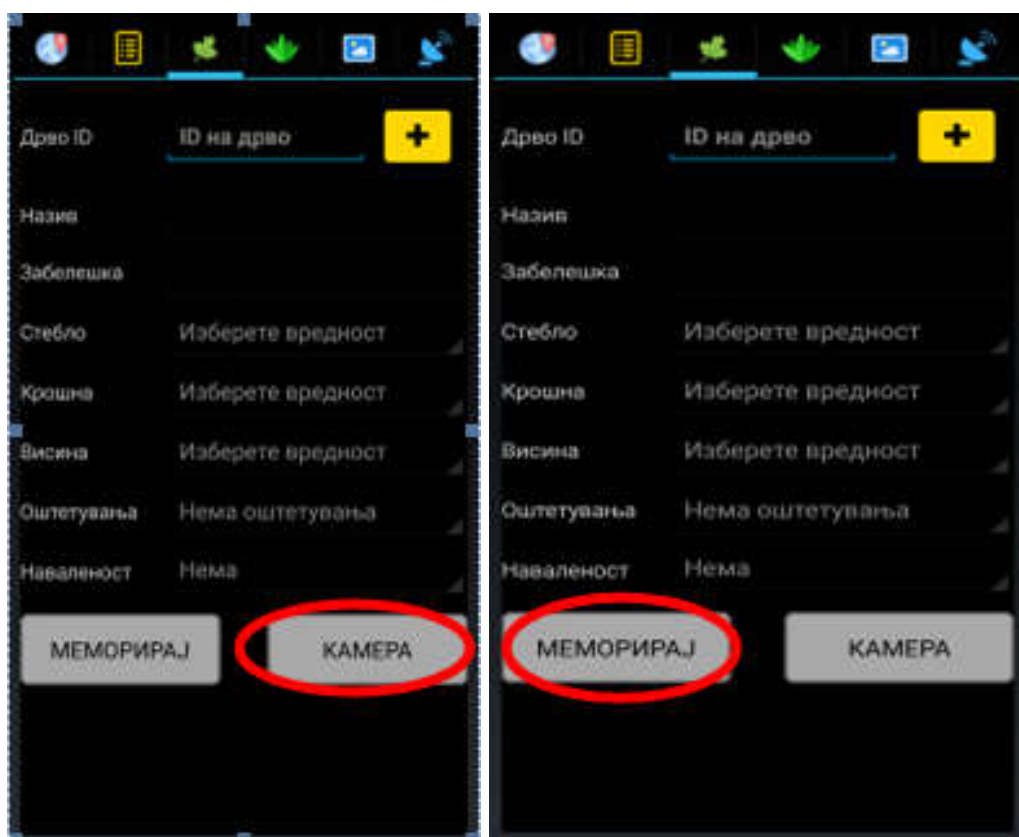 Дрво ID ID на дрво +
Назив
Забелешка
Стебло Изберете вредност
Крошна Изберете вредност
Висина Изберете вредност
Оштетувања Нема оштетувања
Наваленост Нема
МЕМОРИРАЈ КАМЕРА
Дрво ID ID на дрво +
Назив
Забелешка
Стебло Изберете вредност
Крошна Изберете вредност
Висина Изберете вредност
Оштетувања Нема оштетувања
Наваленост Нема
МЕМОРИРАЈ КАМЕРА